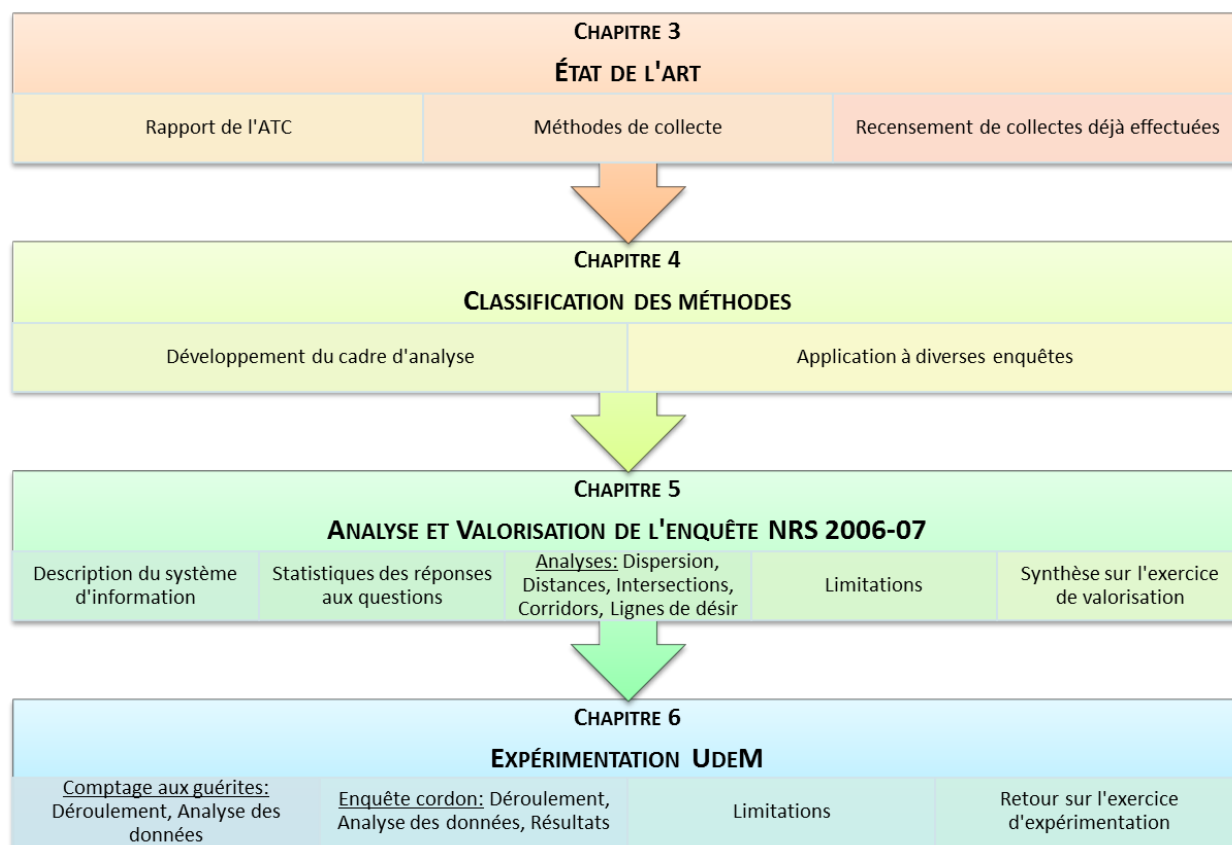 CHAPITRE 3
ÉTAT DE L'ART
Rapport de l'ATC
Méthodes de collecte
Recensement de collectes déjà effectuées
CHAPITRE 4
CLASSIFICATION DES MÉTHODES
Développement du cadre d'analyse
Application à diverses enquêtes
CHAPITRE 5
ANALYSE ET VALORISATION DE L'ENQUÊTE NRS 2006-07
Description du système
d'information
Statistiques des réponses
aux questions
Analyses: Dispersion,
Distances, Intersections,
Corridors, Lignes de désir
Limitations
Synthèse sur l'exercice
de valorisation
CHAPITRE 6
EXPÉRIMENTATION UDEM
Comptage aux guérites:
Déroulement, Analyse des
données
Enquête cordon: Déroulement,
Analyse des données, Résultats
Limitations
Retour sur l'exercice
d'expérimentation